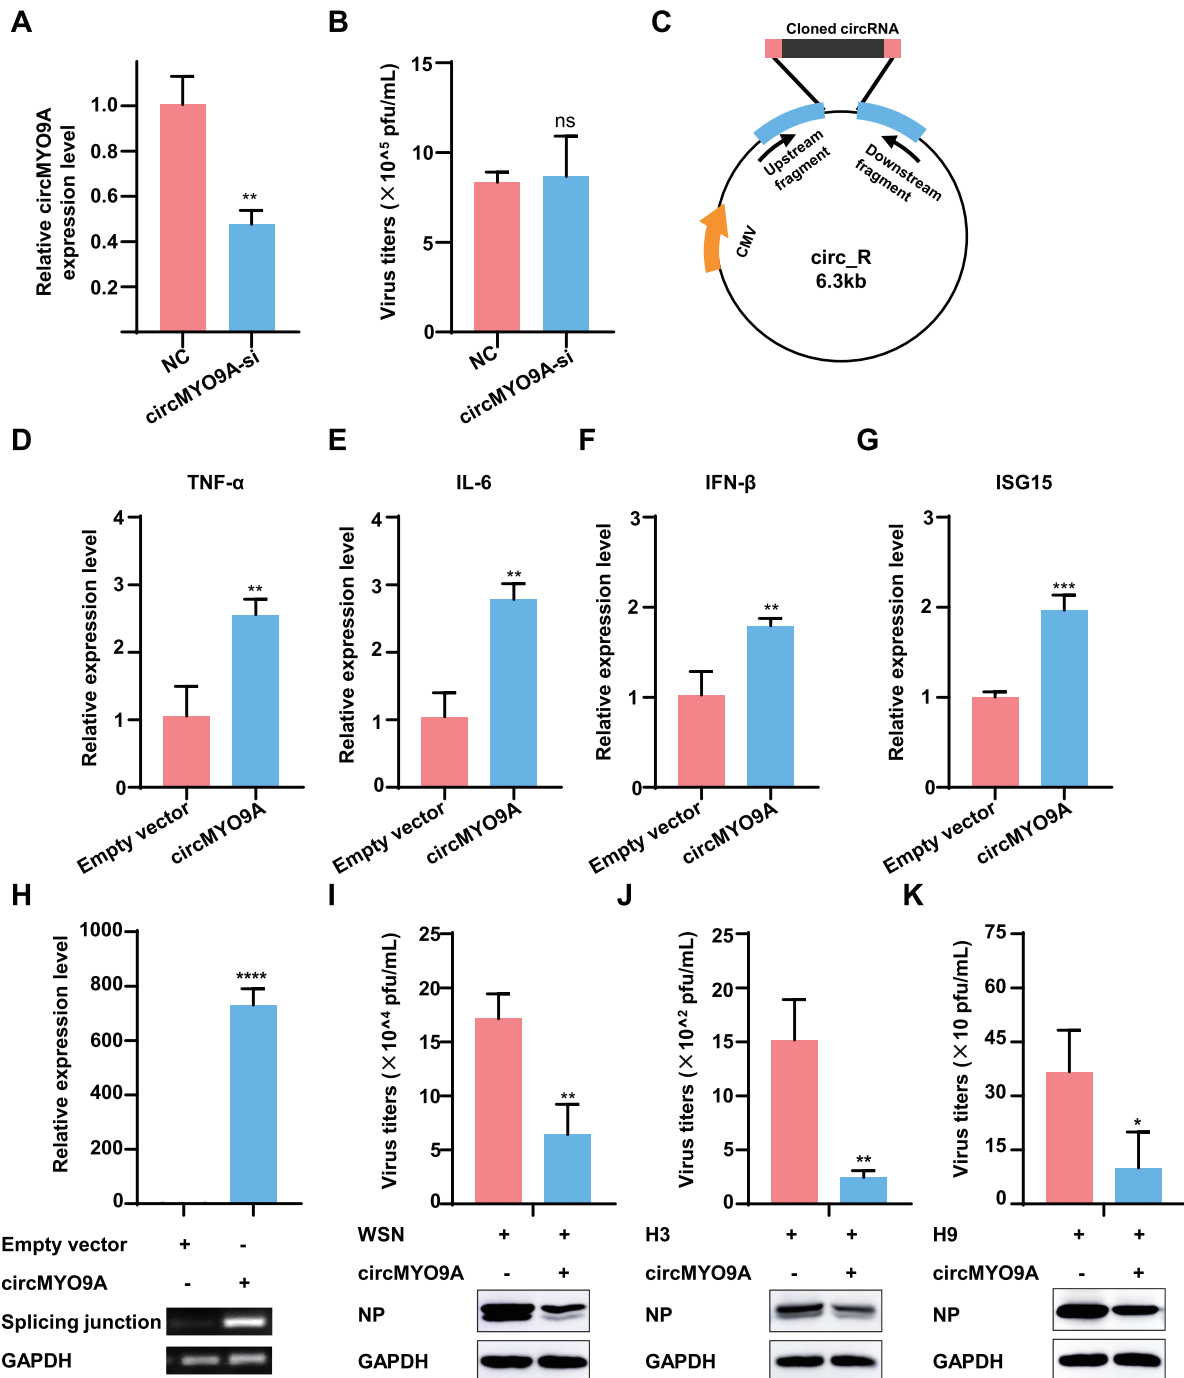 A
Relative circMYO9A
expression level
1.0
0.8
0.6
0.4
0.2
**
NC
circMYO9A-si
B
Virus titers (×10^5 pfu/mL)
15
10
5
0
ns
NC
circMYO9A-si
C
Cloned circRNA
Upstream
fragment
Downstream
fragment
CMV
circ_R
6.3kb
D
TNF-α
Relative expression level
4
3
2
1
0
**
Empty vector
circMYO9A
E
IL-6
Relative expression level
4
3
2
1
0
**
Empty vector
circMYO9A
F
IFN-β
Relative expression level
3
2
1
0
**
Empty vector
circMYO9A
G
ISG15
Relative expression level
3
2
1
0
***
Empty vector
circMYO9A
H
Relative expression level
1000
800
600
400
200
0
****
Empty vector + -
circMYO9A - +
Splicing junction
GAPDH
I
Virus titers (×10^4 pfu/mL)
25
20
15
10
5
0
**
WSN + +
circMYO9A - +
NP
GAPDH
J
Virus titers (×10^2 pfu/mL)
25
20
15
10
5
0
**
H3 + +
circMYO9A - +
NP
GAPDH
K
Virus titers (×10 pfu/mL)
75
60
45
30
15
0
*
H9 + +
circMYO9A - +
NP
GAPDH